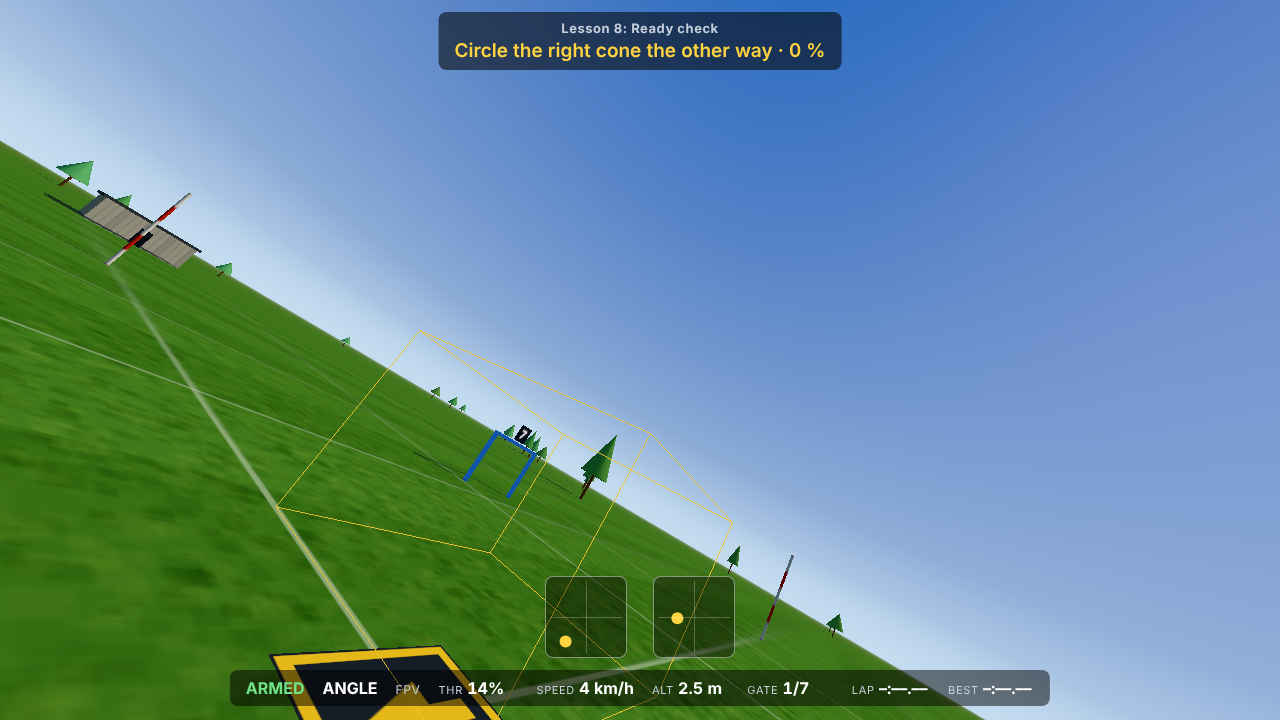 Lesson 8: Ready check
Circle the right cone the other way · 0 %
7
ARMED ANGLE FPV THR 14% SPEED 4 km/h ALT 2.5 m GATE 1/7 LAP –:––.–– BEST –:––.––